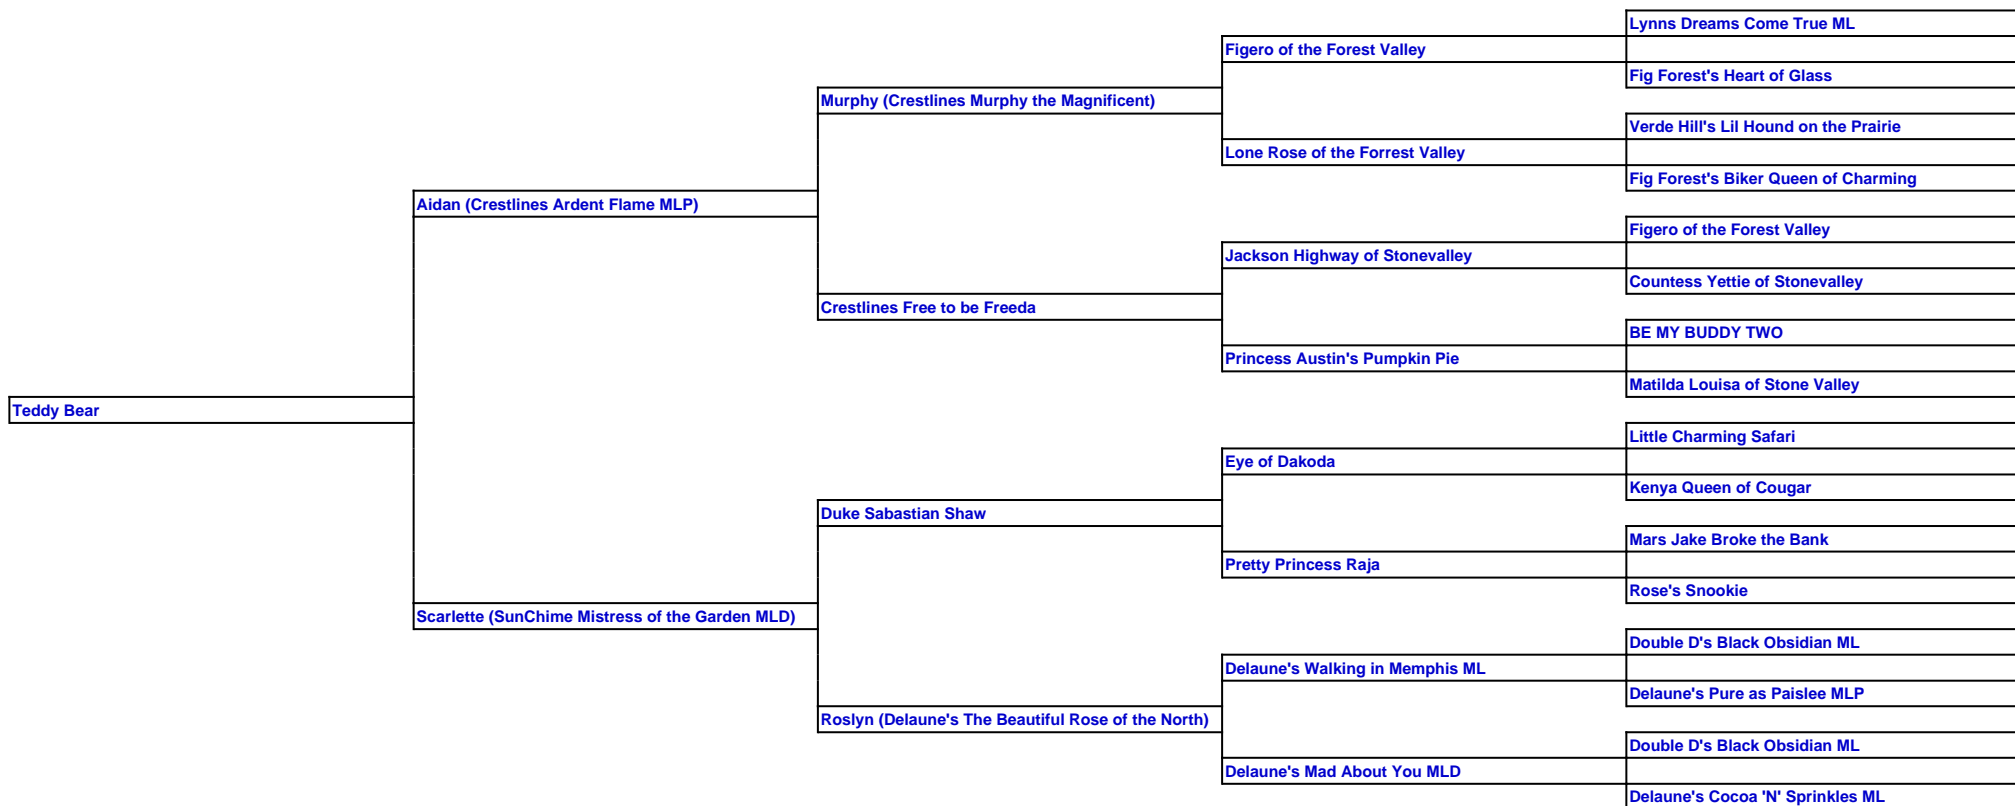 Lynns Dreams Come True ML
Figero of the Forest Valley
Fig Forest's Heart of Glass
Murphy (Crestlines Murphy the Magnificent)
Verde Hill's Lil Hound on the Prairie
Lone Rose of the Forrest Valley
Fig Forest's Biker Queen of Charming
Aidan (Crestlines Ardent Flame MLP)
Figero of the Forest Valley
Jackson Highway of Stonevalley
Countess Yettie of Stonevalley
Crestlines Free to be Freeda
BE MY BUDDY TWO
Princess Austin's Pumpkin Pie
Matilda Louisa of Stone Valley
Teddy Bear
Little Charming Safari
Eye of Dakoda
Kenya Queen of Cougar
Duke Sabastian Shaw
Mars Jake Broke the Bank
Pretty Princess Raja
Rose's Snookie
Scarlette (SunChime Mistress of the Garden MLD)
Double D's Black Obsidian ML
Delaune's Walking in Memphis ML
Delaune's Pure as Paislee MLP
Roslyn (Delaune's The Beautiful Rose of the North)
Double D's Black Obsidian ML
Delaune's Mad About You MLD
Delaune's Cocoa 'N' Sprinkles ML